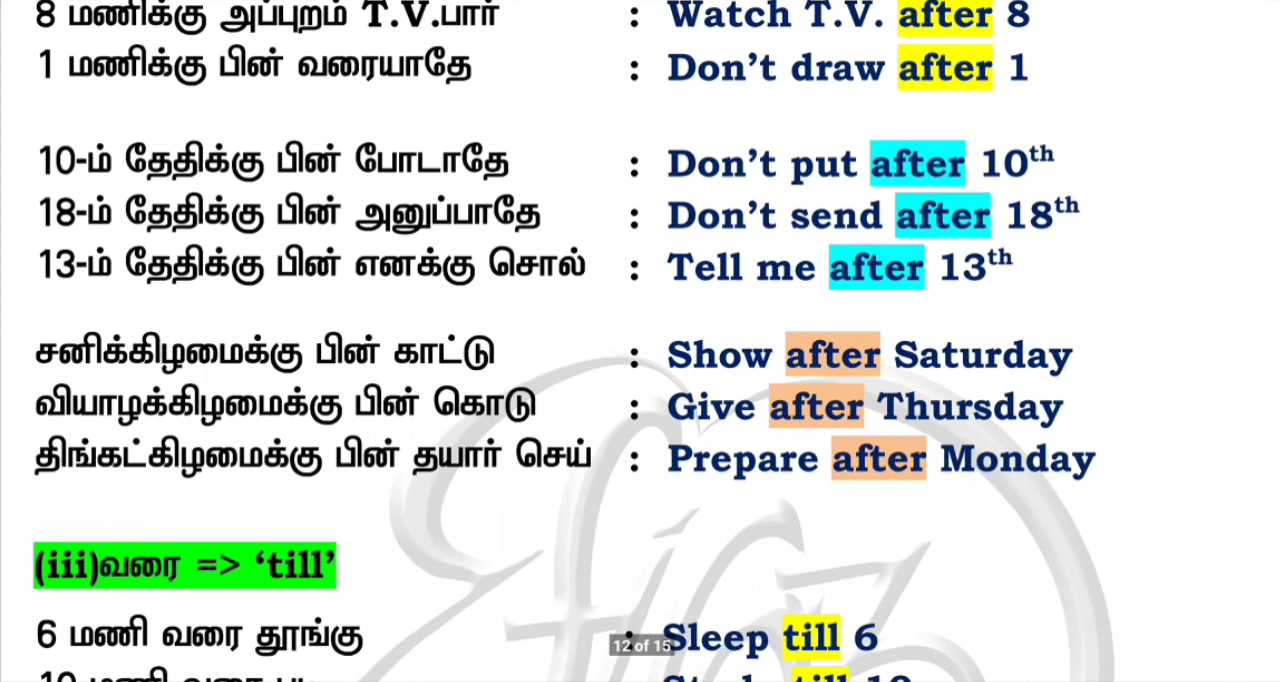 8 மணிக்கு அப்புறம் T.V.பார் : Watch T.V. after 8
1 மணிக்கு பின் வரையாதே : Don’t draw after 1
10-ம் தேதிக்கு பின் போடாதே : Don’t put after 10th
18-ம் தேதிக்கு பின் அனுப்பாதே : Don’t send after 18th
13-ம் தேதிக்கு பின் எனக்கு சொல் : Tell me after 13th
சனிக்கிழமைக்கு பின் காட்டு : Show after Saturday
வியாழக்கிழமைக்கு பின் கொடு : Give after Thursday
திங்கட்கிழமைக்கு பின் தயார் செய் : Prepare after Monday
(iii)வரை => ‘till’
6 மணி வரை தூங்கு : Sleep till 6
12 of 15